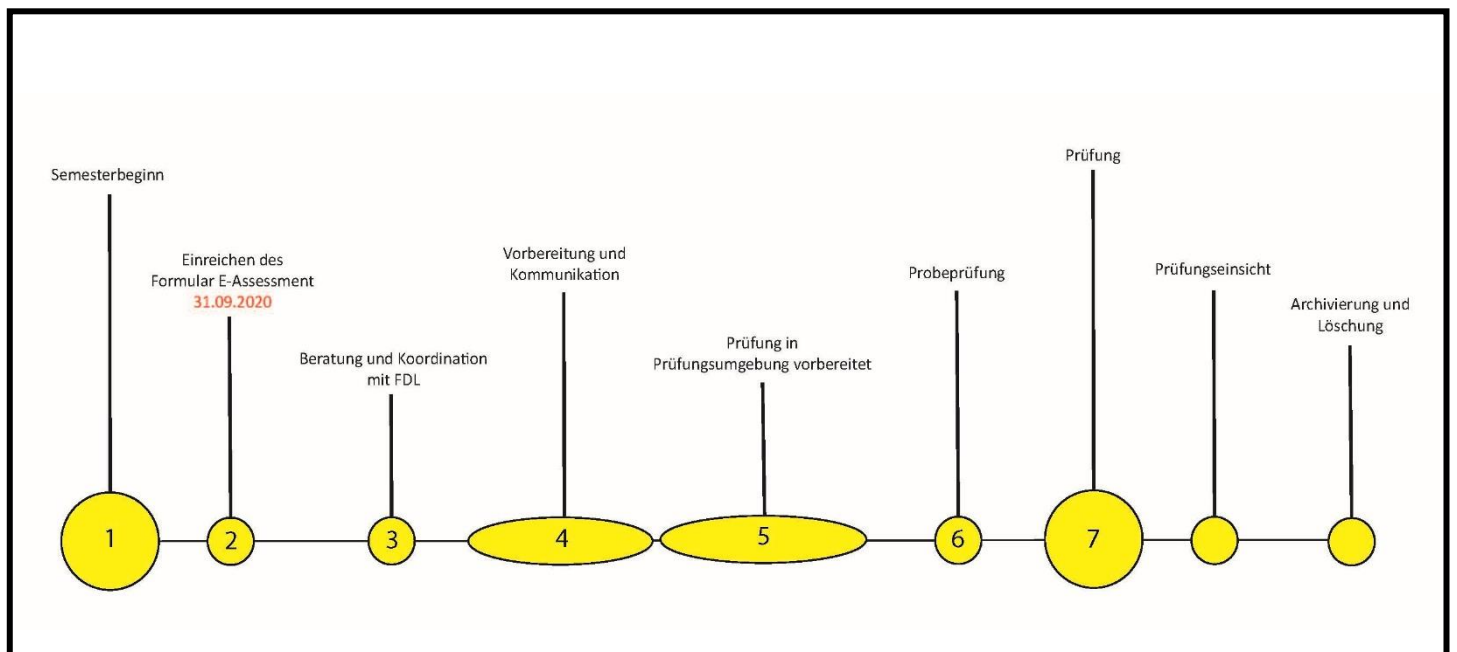 Semesterbeginn
Einreichen des
Formular E-Assessment
31.09.2020
Beratung und Koordination
mit FDL
Vorbereitung und
Kommunikation
Prüfung in
Prüfungsumgebung vorbereitet
Probeprüfung
Prüfung
Prüfungseinsicht
Archivierung und
Löschung
1
2
3
4
5
6
7